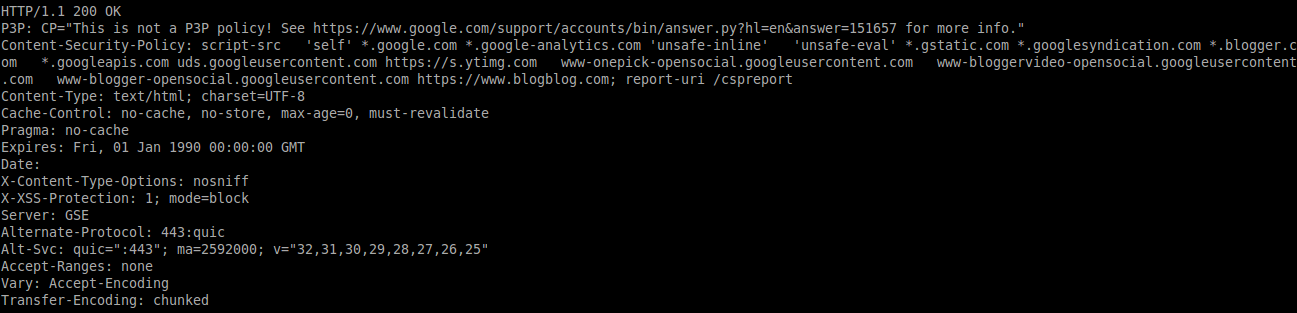 HTTP/1.1 200 OK
P3P: CP="This is not a P3P policy! See https://www.google.com/support/accounts/bin/answer.py?hl=en&answer=151657 for more info."
Content-Security-Policy: script-src   'self' *.google.com *.google-analytics.com 'unsafe-inline'   'unsafe-eval' *.gstatic.com *.googlesyndication.com *.blogger.c
om   *.googleapis.com uds.googleusercontent.com https://s.ytimg.com   www-onepick-opensocial.googleusercontent.com   www-bloggervideo-opensocial.googleusercontent
.com   www-blogger-opensocial.googleusercontent.com https://www.blogblog.com; report-uri /cspreport
Content-Type: text/html; charset=UTF-8
Cache-Control: no-cache, no-store, max-age=0, must-revalidate
Pragma: no-cache
Expires: Fri, 01 Jan 1990 00:00:00 GMT
Date:
X-Content-Type-Options: nosniff
X-XSS-Protection: 1; mode=block
Server: GSE
Alternate-Protocol: 443:quic
Alt-Svc: quic=":443"; ma=2592000; v="32,31,30,29,28,27,26,25"
Accept-Ranges: none
Vary: Accept-Encoding
Transfer-Encoding: chunked